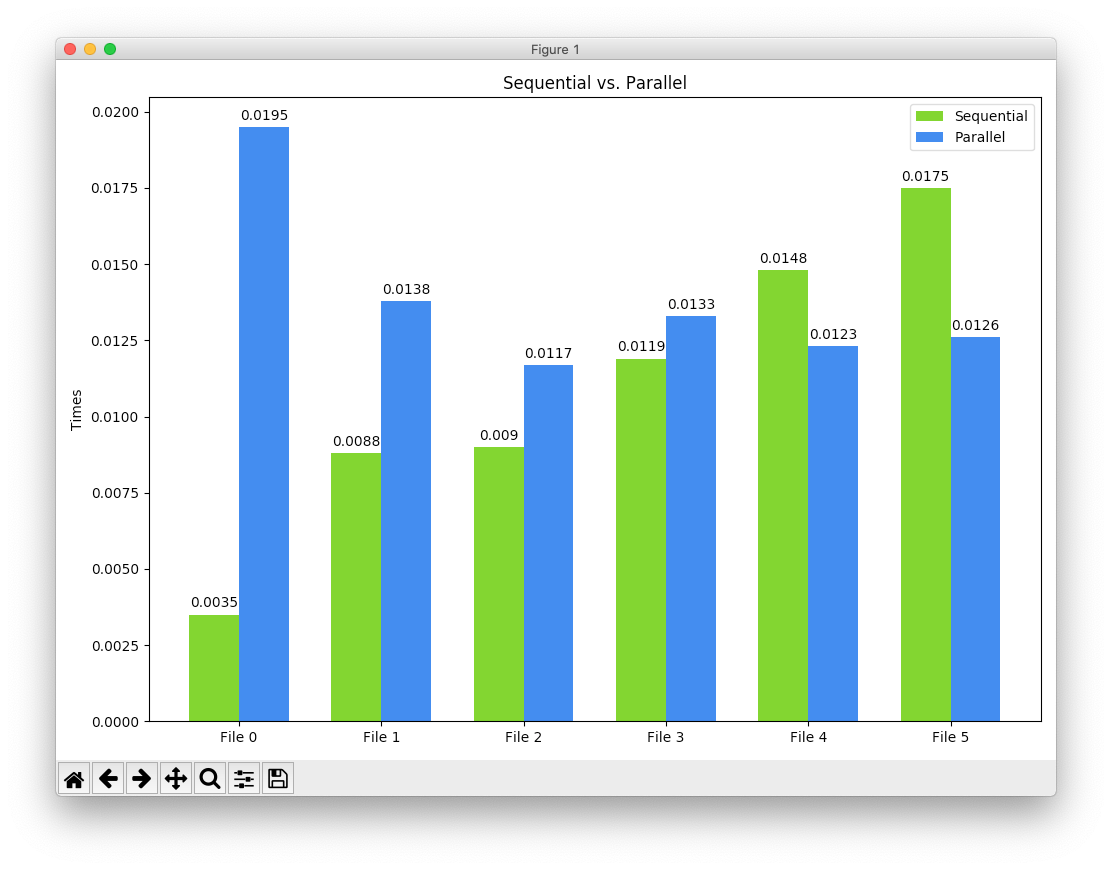 Figure 1
Sequential vs. Parallel
Sequential
Parallel
Times
0.0200
0.0175
0.0150
0.0125
0.0100
0.0075
0.0050
0.0025
0.0000
0.0035
0.0195
0.0088
0.0138
0.009
0.0117
0.0119
0.0133
0.0148
0.0123
0.0175
0.0126
File 0
File 1
File 2
File 3
File 4
File 5